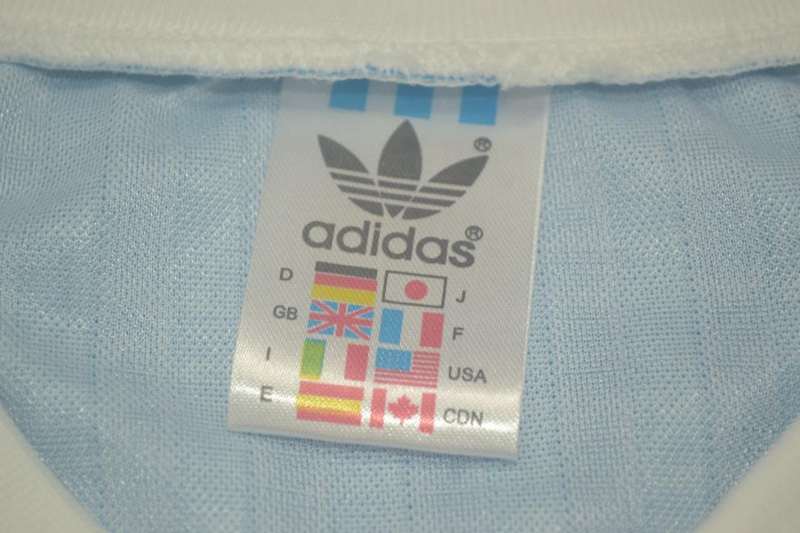 ®
adidas®
D J
GB F
I USA
E CDN